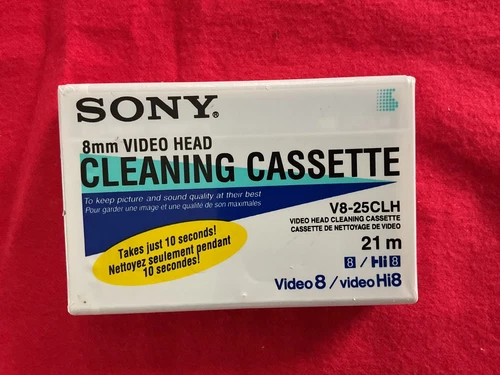 SONY®
8mm VIDEO HEAD
CLEANING CASSETTE
To keep picture and sound quality at their best
Pour garder une image et une qualité de son maximales
V8-25CLH
VIDEO HEAD CLEANING CASSETTE
CASSETTE DE NETTOYAGE DE VIDEO
21 m
8 / Hi8
Video 8 / video Hi8
Takes just 10 seconds!
Nettoyez seulement pendant
10 secondes!